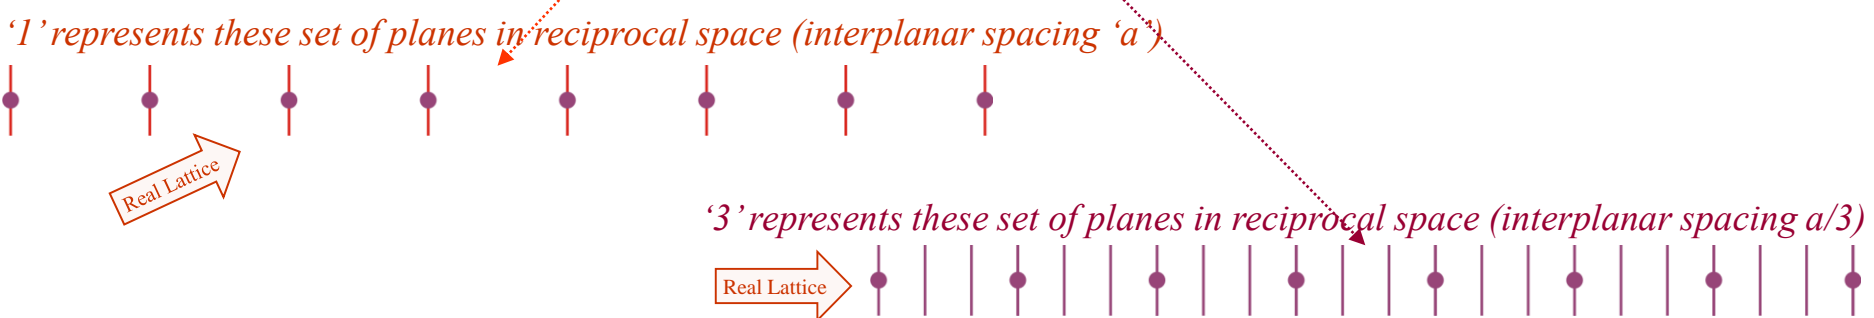 ‘1’ represents these set of planes in reciprocal space (interplanar spacing ‘a’)
Real Lattice
‘3’ represents these set of planes in reciprocal space (interplanar spacing a/3)
Real Lattice